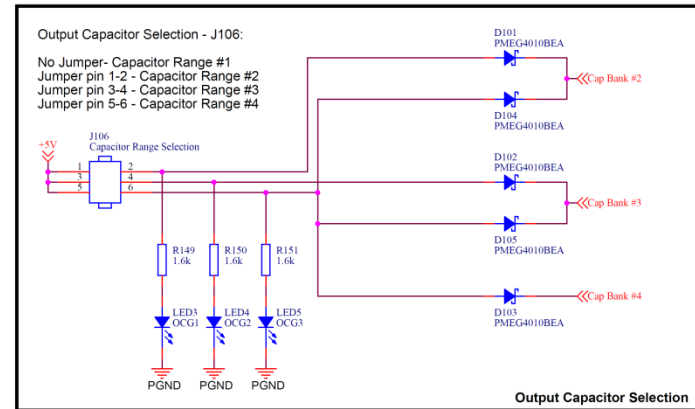 Output Capacitor Selection - J106:
No Jumper- Capacitor Range #1
Jumper pin 1-2 - Capacitor Range #2
Jumper pin 3-4 - Capacitor Range #3
Jumper pin 5-6 - Capacitor Range #4
D101
PMEG4010BEA
Cap Bank #2
D104
PMEG4010BEA
J106
Capacitor Range Selection
+5V
1 2
3 4
5 6
D102
PMEG4010BEA
Cap Bank #3
D105
PMEG4010BEA
R149
1.6k
R150
1.6k
R151
1.6k
Cap Bank #4
D103
PMEG4010BEA
LED3
OCG1
LED4
OCG2
LED5
OCG3
PGND PGND PGND
Output Capacitor Selection